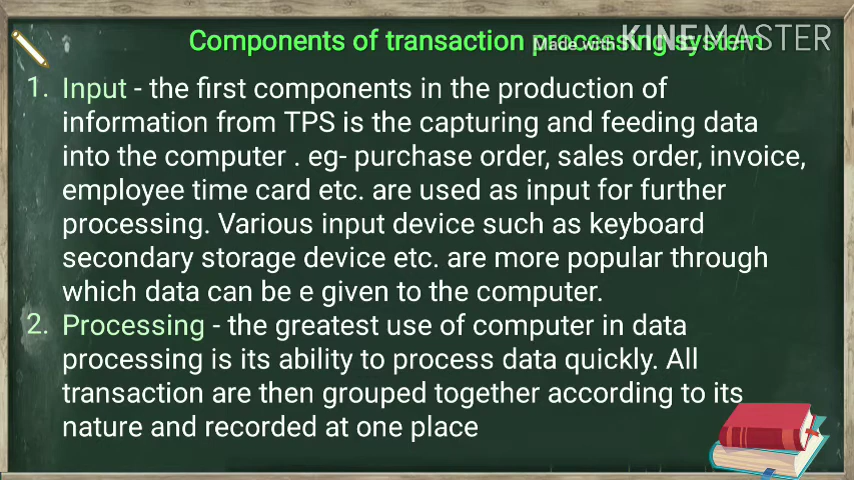 Components of transaction processing system
Made with KINEMASTER
1. Input - the first components in the production of
information from TPS is the capturing and feeding data
into the computer . eg- purchase order, sales order, invoice,
employee time card etc. are used as input for further
processing. Various input device such as keyboard
secondary storage device etc. are more popular through
which data can be e given to the computer.
2. Processing - the greatest use of computer in data
processing is its ability to process data quickly. All
transaction are then grouped together according to its
nature and recorded at one place